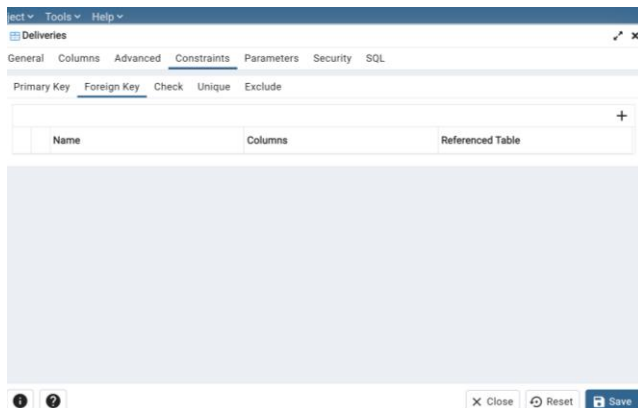 ject Tools Help
Deliveries
General Columns Advanced Constraints Parameters Security SQL
Primary Key Foreign Key Check Unique Exclude
Name Columns Referenced Table
Close Reset Save